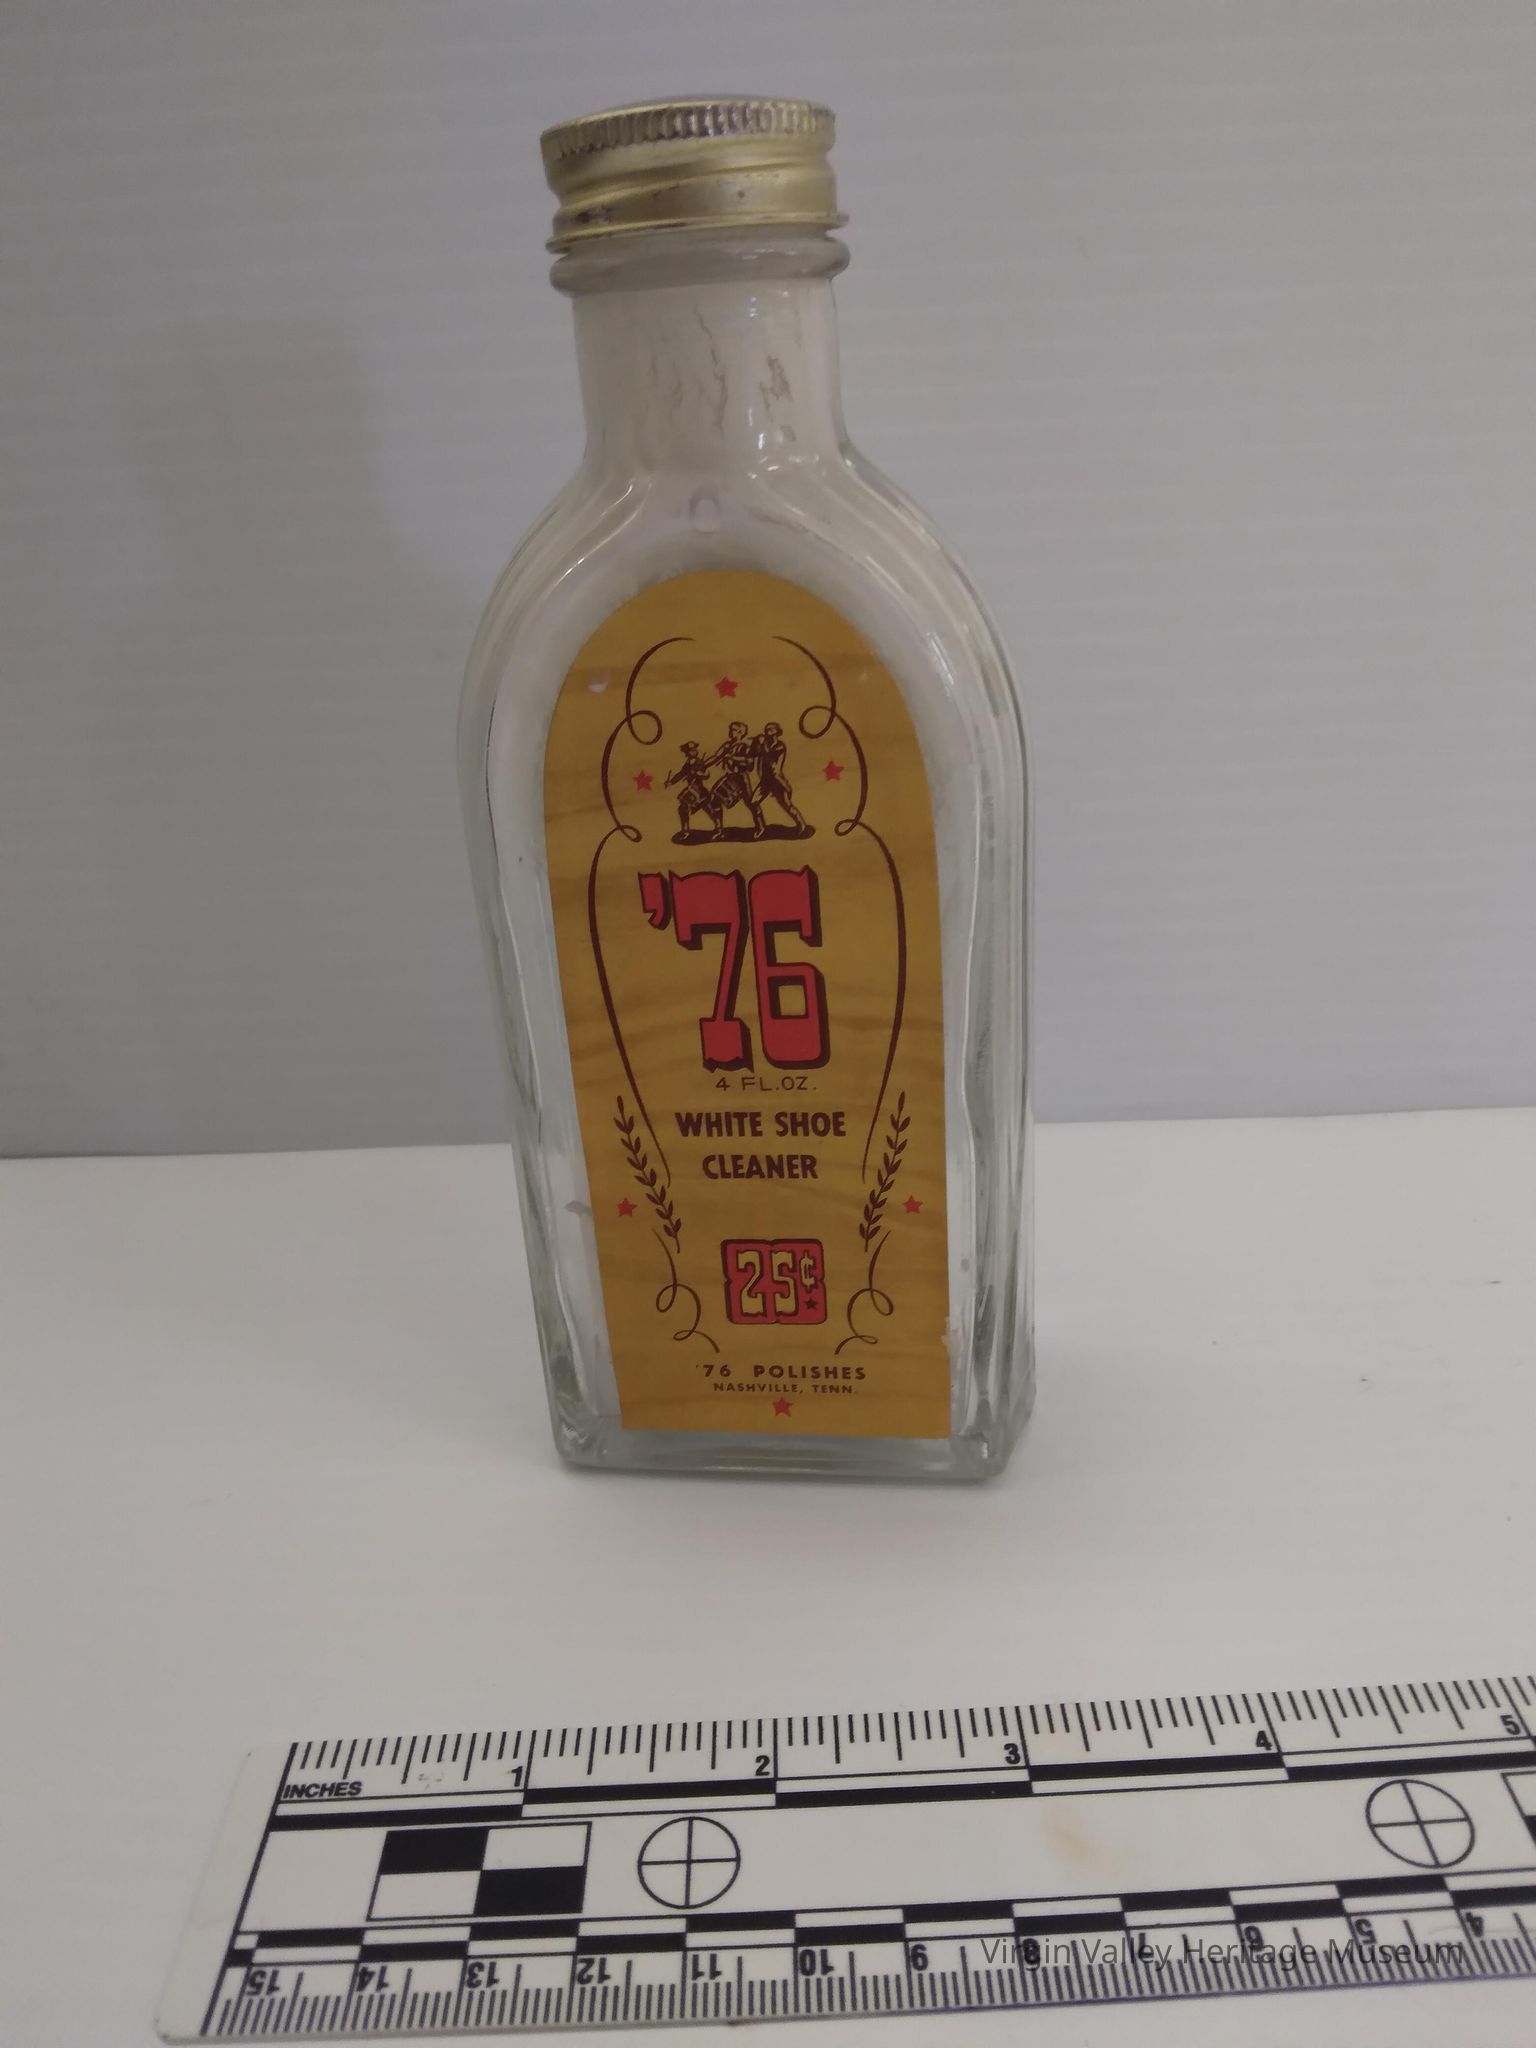 '76
4 FL.OZ.
WHITE SHOE
CLEANER
25¢
'76 POLISHES
NASHVILLE, TENN.
1 2 3 4 5
INCHES
15 14 13 12 11 10 9 8 7 6 5 4
Virgin Valley Heritage Museum